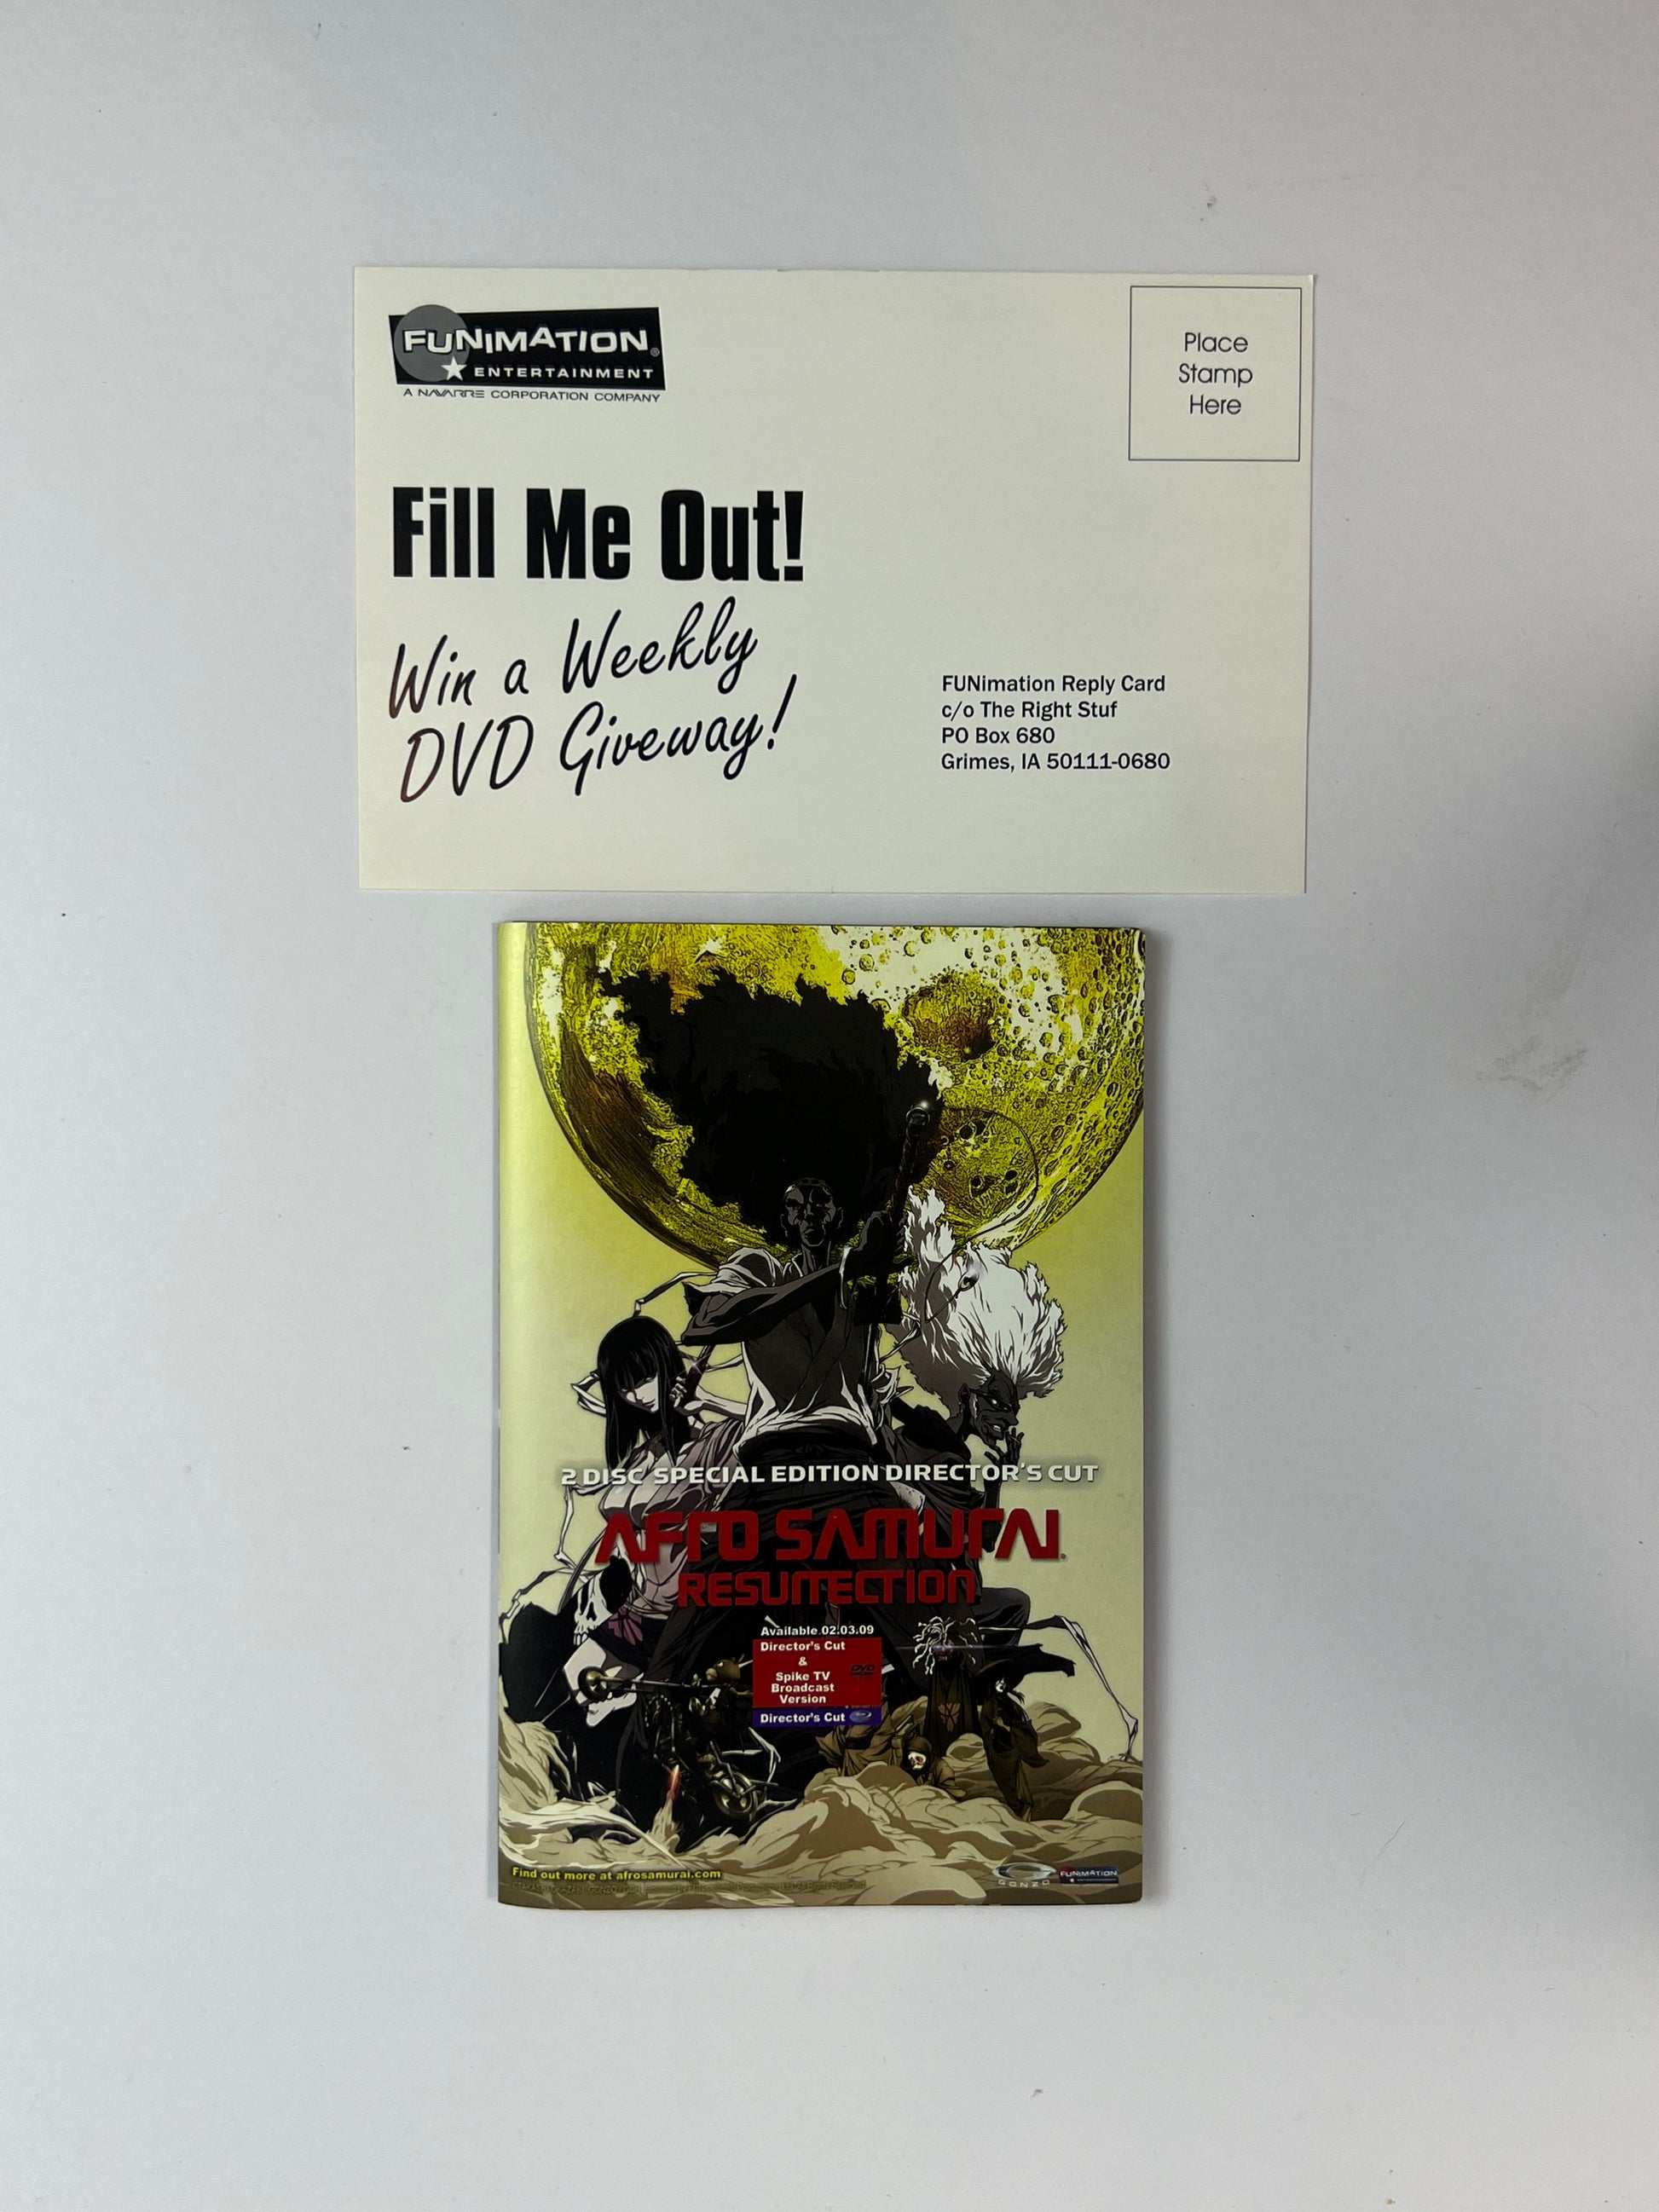 FUNIMATION®
ENTERTAINMENT
A NAVARRE CORPORATION COMPANY
Place
Stamp
Here
Fill Me Out!
Win a Weekly
DVD Giveway!
FUNimation Reply Card
c/o The Right Stuf
PO Box 680
Grimes, IA 50111-0680
2 DISC SPECIAL EDITION DIRECTOR'S CUT
AFRO SAMURAI
RESURRECTION
Available 02.03.09
Director's Cut
&
Spike TV
Broadcast
Version
DVD
Director's Cut
Find out more at afrosamurai.com
GONZO
FUNIMATION